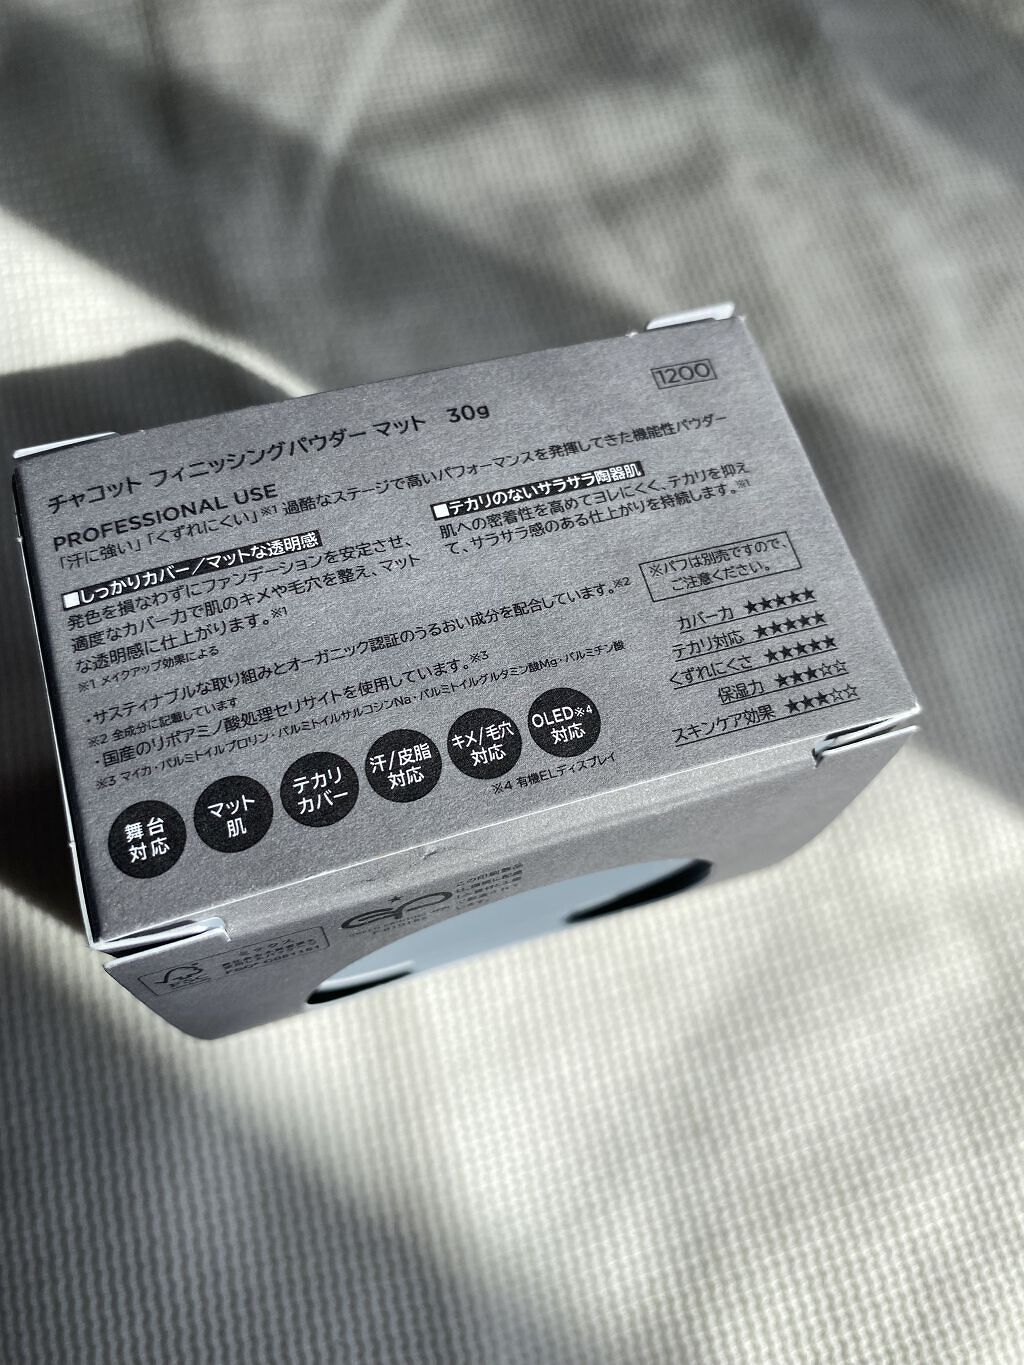 1200
チャコット フィニッシングパウダー マット 30g
PROFESSIONAL USE
「汗に強い」「くずれにくい」※1 過酷なステージで高いパフォーマンスを発揮してきた機能性パウダー
■しっかりカバー/マットな透明感
発色を損なわずにファンデーションを安定させ、
適度なカバー力で肌のキメや毛穴を整え、マット
な透明感に仕上がります。※1
※1 メイクアップ効果による
■テカリのないサラサラ陶器肌
肌への密着性を高めてヨレにくく、テカリを抑え
て、サラサラ感のある仕上がりを持続します。※1
・サスティナブルな取り組みとオーガニック認証のうるおい成分を配合しています。※2
※2 全成分に記載しています
・国産のリポアミノ酸処理セリサイトを使用しています。※3
※3 マイカ・パルミトイルプロリン・パルミトイルサルコシンNa・パルミトイルグルタミン酸Mg・パルミチン酸
※パフは別売ですので、
ご注意ください。
カバー力 ★★★★★
テカリ対応 ★★★★★
くずれにくさ ★★★★★
保湿力 ★★★☆☆
スキンケア効果 ★★★☆☆
舞台
対応
マット
肌
テカリ
カバー
汗/皮脂
対応
キメ/毛穴
対応
OLED※4
対応
※4 有機ELディスプレイ
ミックス
FSC